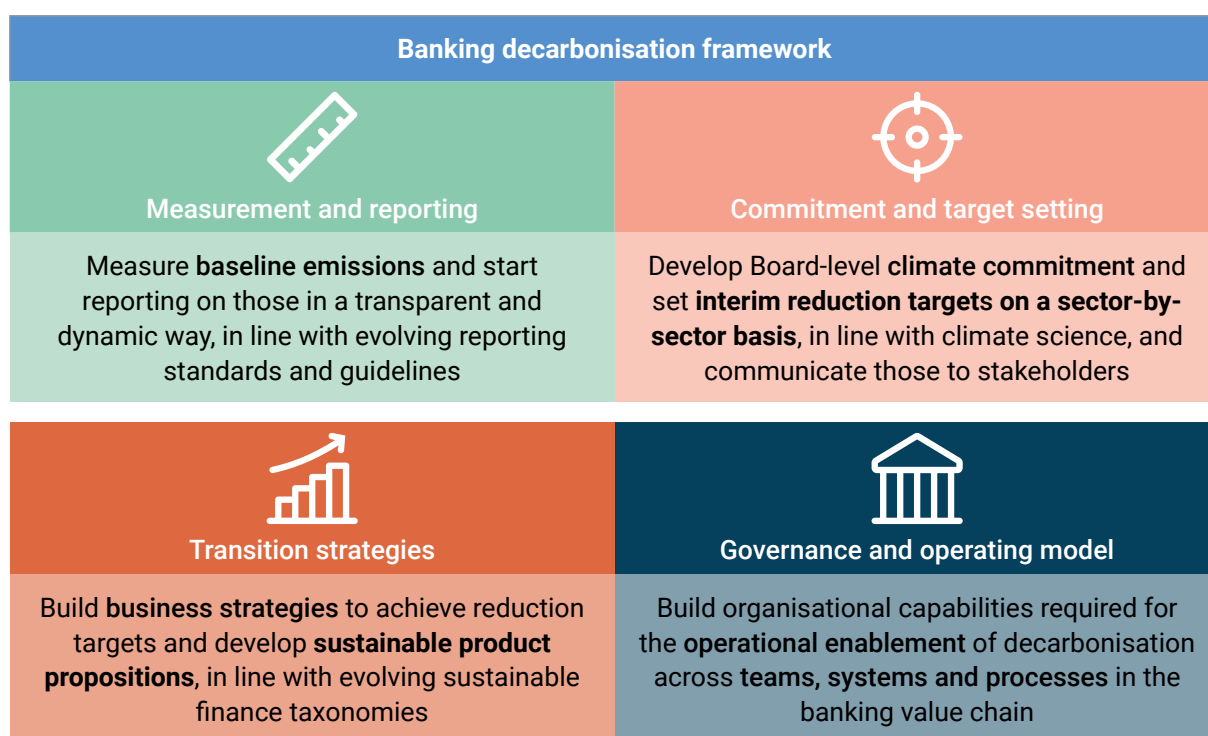 Banking decarbonisation framework
Measurement and reporting
Measure baseline emissions and start
reporting on those in a transparent and
dynamic way, in line with evolving reporting
standards and guidelines
Commitment and target setting
Develop Board-level climate commitment and
set interim reduction targets on a sector-by-
sector basis, in line with climate science, and
communicate those to stakeholders
Transition strategies
Build business strategies to achieve reduction
targets and develop sustainable product
propositions, in line with evolving sustainable
finance taxonomies
Governance and operating model
Build organisational capabilities required for
the operational enablement of decarbonisation
across teams, systems and processes in the
banking value chain